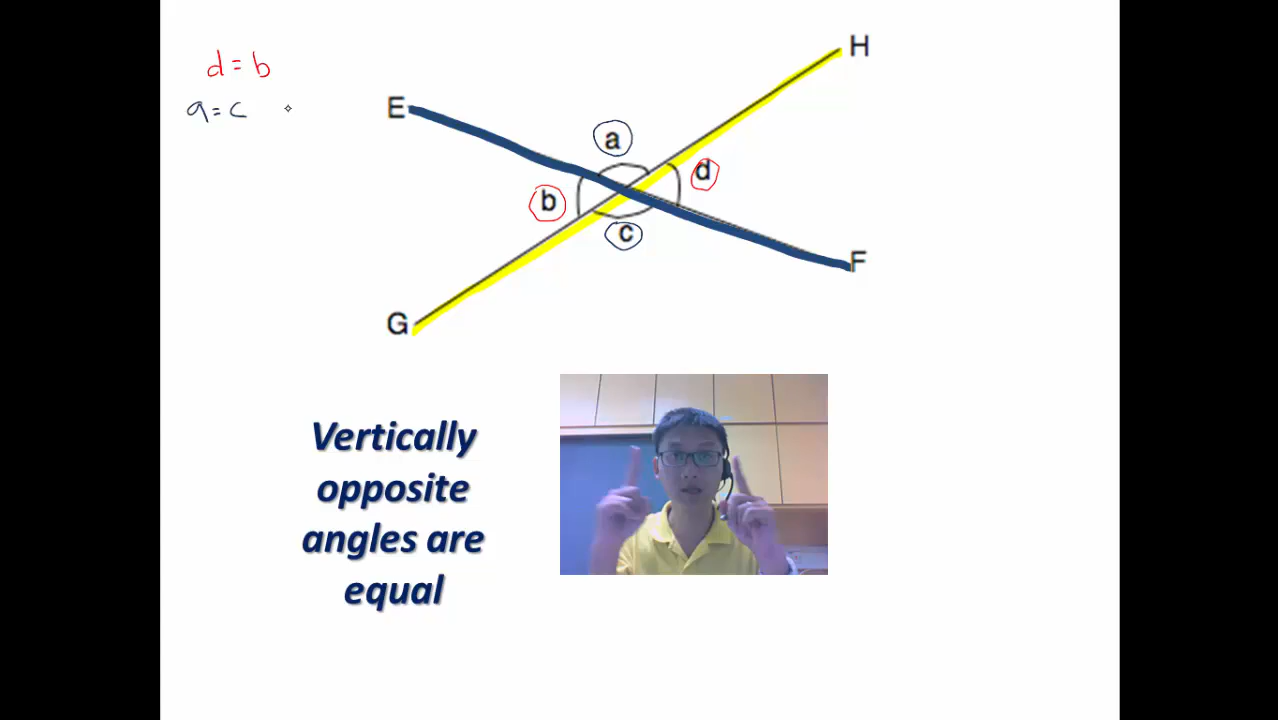 d = b
a = c
H
E
a
d
b
c
F
G
Vertically
opposite
angles are
equal